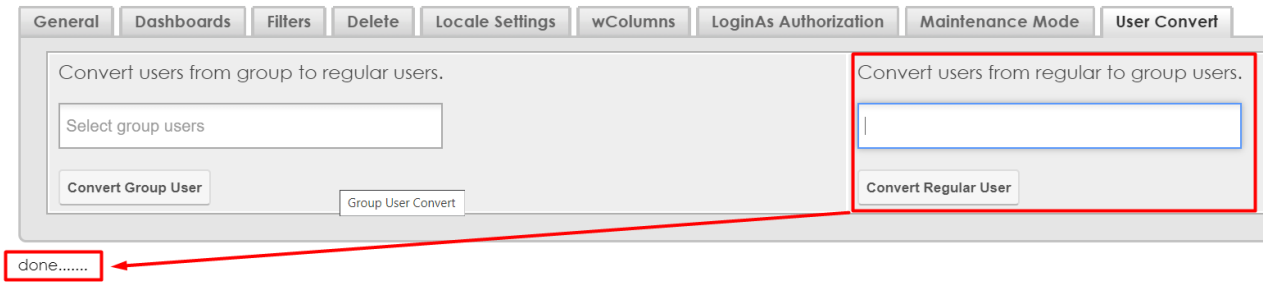 General Dashboards Filters Delete Locale Settings wColumns LoginAs Authorization Maintenance Mode User Convert
Convert users from group to regular users.
Select group users
Convert Group User
Group User Convert
Convert users from regular to group users.
Convert Regular User
done.......